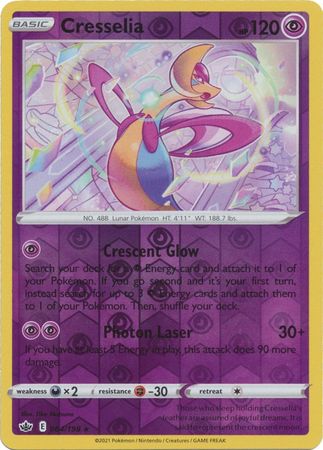 BASIC
Cresselia
HP 120
NO. 488 Lunar Pokémon HT: 4'11" WT: 188.7 lbs.
Crescent Glow
Search your deck for a Energy card and attach it to 1 of
your Pokémon. If you go second and it's your first turn,
instead search for up to 3 Energy cards and attach them
to 1 of your Pokémon. Then, shuffle your deck.
Photon Laser 30+
If you have at least 5 Energy in play, this attack does 90 more
damage.
weakness ×2 resistance -30 retreat
Illus.
E 064/198 ★
Those who sleep holding Cresselia's
feather are assured of joyful dreams. It is
said to represent the crescent moon.
©2021 Pokémon / Nintendo / Creatures / GAME FREAK